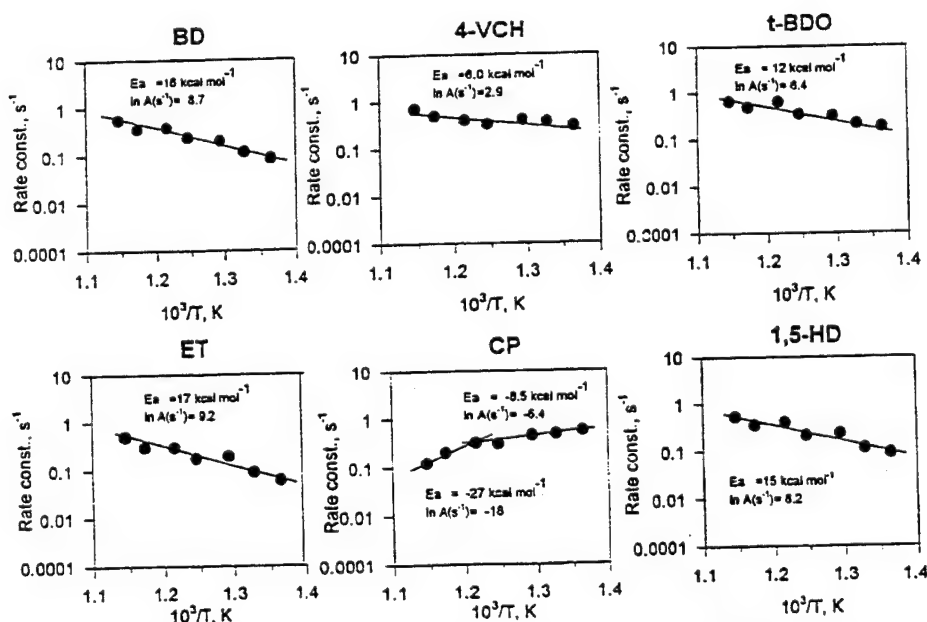 BD
Ea = 16 kcal mol⁻¹
ln A(s⁻¹)= 8.7
Rate const., s⁻¹
10
1
0.1
0.01
0.0001
1.1 1.2 1.3 1.4
10³/T, K
4-VCH
Ea =6.0 kcal mol⁻¹
ln A(s⁻¹)=2.9
Rate const., s⁻¹
10
1
0.1
0.01
0.0001
1.1 1.2 1.3 1.4
10³/T, K
t-BDO
Ea = 12 kcal mol⁻¹
ln A(s⁻¹)= 6.4
Rate const., s⁻¹
10
1
0.1
0.01
0.0001
1.1 1.2 1.3 1.4
10³/T, K
ET
Ea =17 kcal mol⁻¹
ln A(s⁻¹)= 9.2
Rate const., s⁻¹
10
1
0.1
0.01
0.0001
1.1 1.2 1.3 1.4
10³/T, K
CP
Ea = -8.5 kcal mol⁻¹
ln A(s⁻¹)= -6.4
Ea = -27 kcal mol⁻¹
ln A(s⁻¹)= -18
Rate const., s⁻¹
10
1
0.1
0.01
0.0001
1.1 1.2 1.3 1.4
10³/T, K
1,5-HD
Ea =15 kcal mol⁻¹
ln A(s⁻¹)= 8.2
Rate const., s⁻¹
10
1
0.1
0.01
0.0001
1.1 1.2 1.3 1.4
10³/T, K